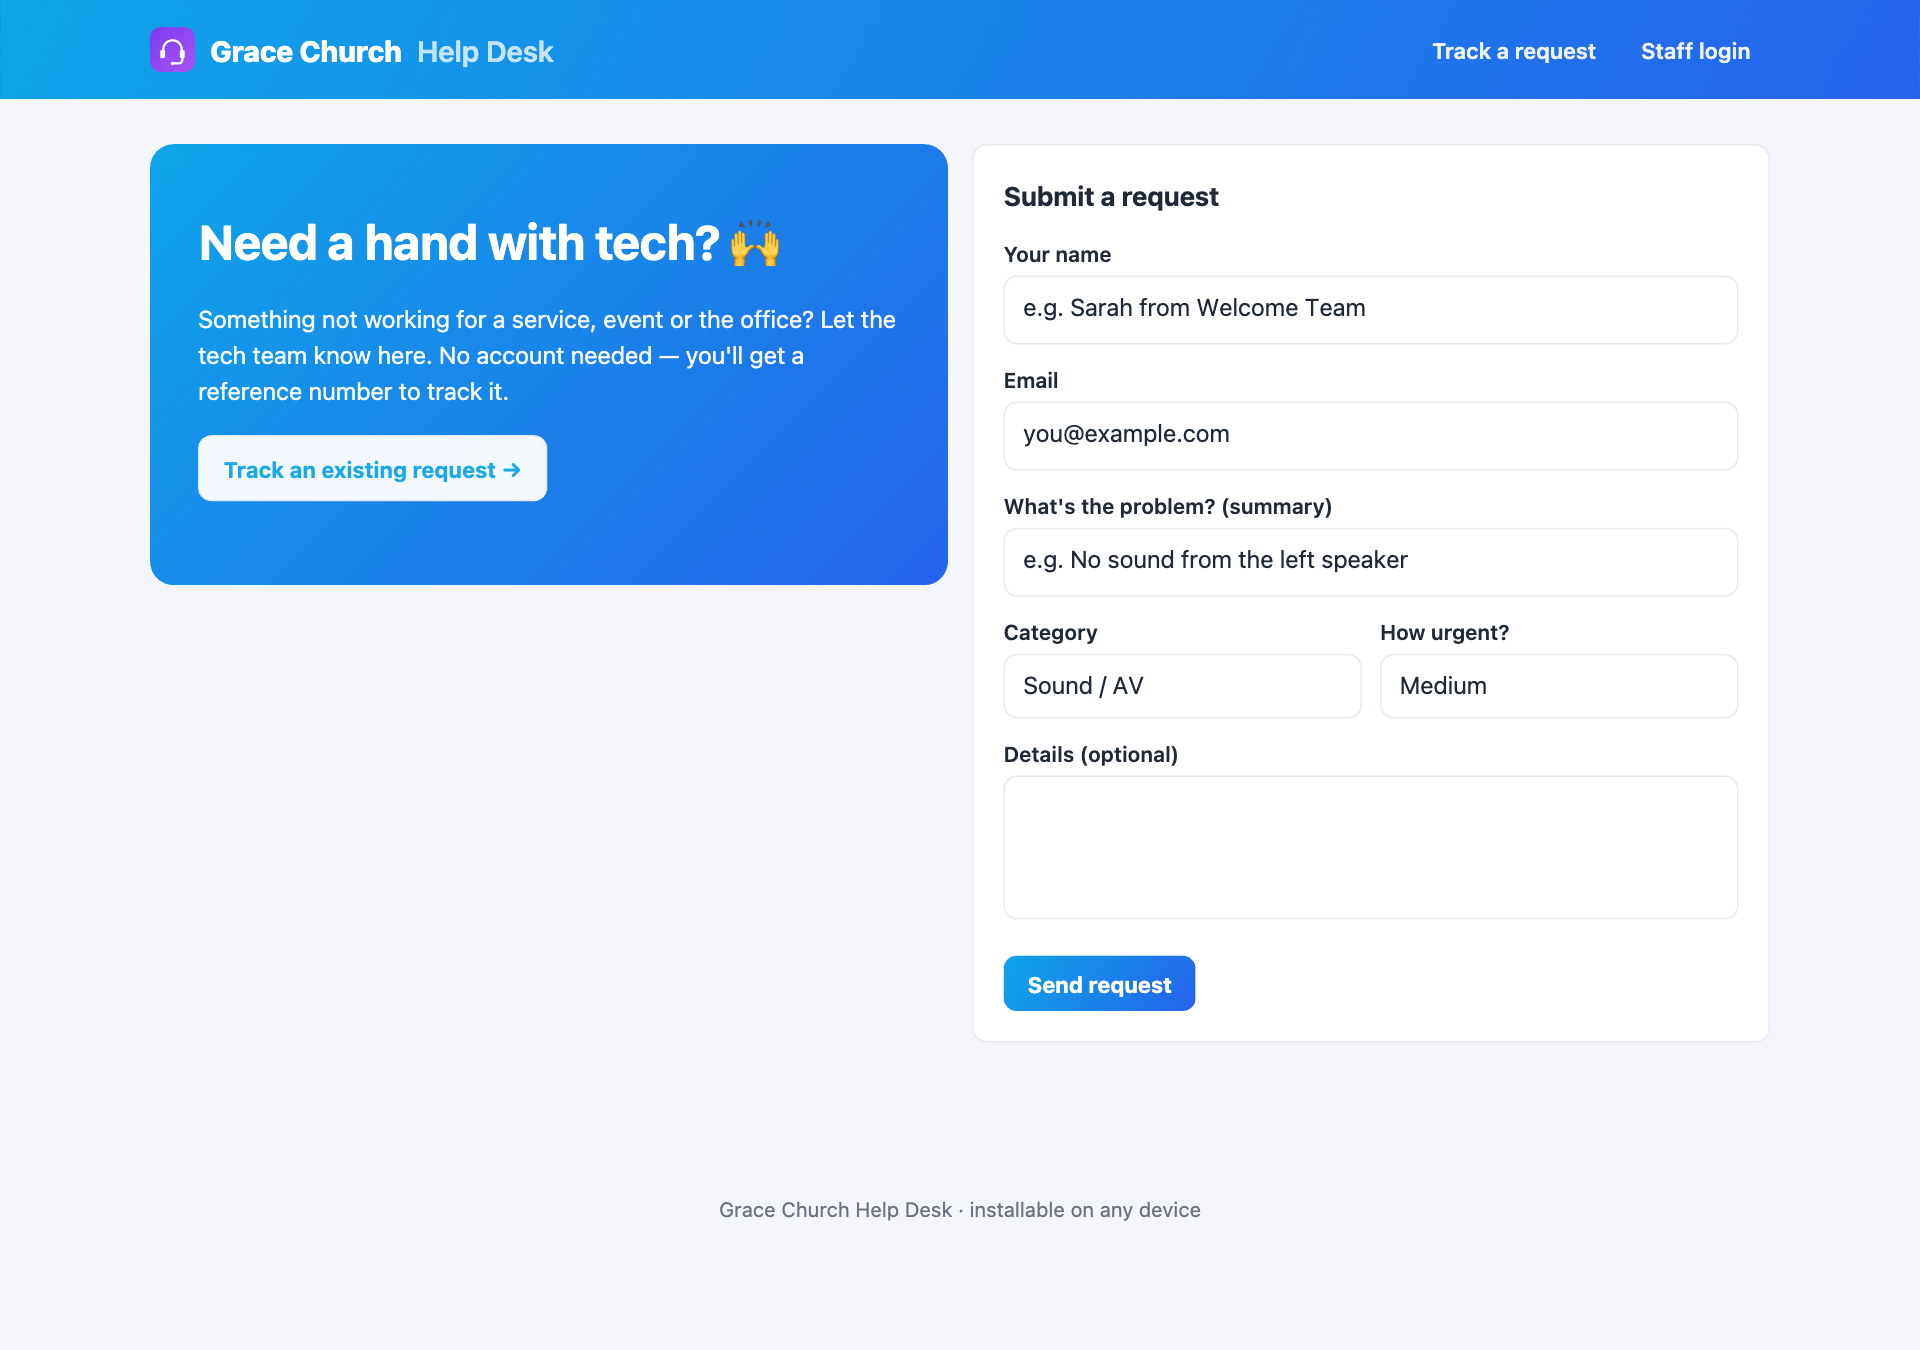 Grace Church Help Desk
Track a request
Staff login
Need a hand with tech? 🙌
Something not working for a service, event or the office? Let the
tech team know here. No account needed — you'll get a
reference number to track it.
Track an existing request →
Submit a request
Your name
e.g. Sarah from Welcome Team
Email
you@example.com
What's the problem? (summary)
e.g. No sound from the left speaker
Category
Sound / AV
How urgent?
Medium
Details (optional)
Send request
Grace Church Help Desk · installable on any device